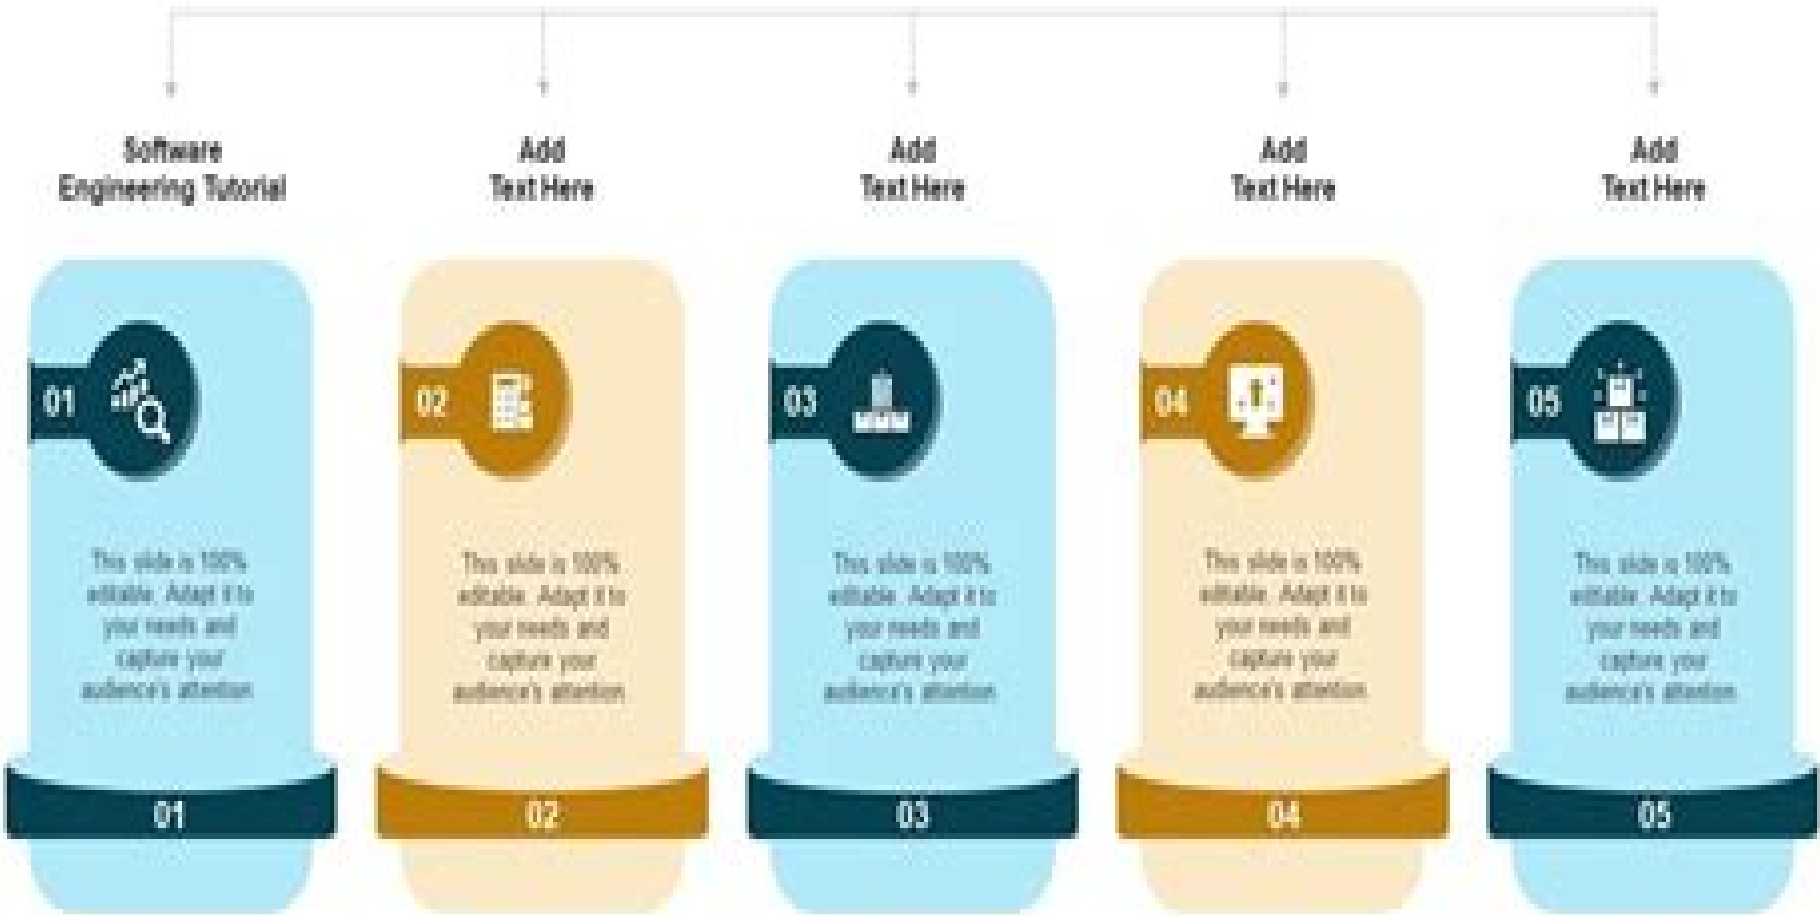 Software
Engineering Tutorial
Add
Text Here
Add
Text Here
Add
Text Here
Add
Text Here
01
02
03
04
05
This slide is 100%
editable. Adapt it to
your needs and
capture your
audience's attention.
This slide is 100%
editable. Adapt it to
your needs and
capture your
audience's attention.
This slide is 100%
editable. Adapt it to
your needs and
capture your
audience's attention.
This slide is 100%
editable. Adapt it to
your needs and
capture your
audience's attention.
This slide is 100%
editable. Adapt it to
your needs and
capture your
audience's attention.
01
02
03
04
05